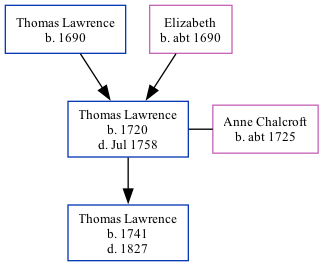 Thomas Lawrence
b. 1690
Elizabeth
b. abt 1690
Thomas Lawrence
b. 1720
d. Jul 1758
Anne Chalcroft
b. abt 1725
Thomas Lawrence
b. 1741
d. 1827